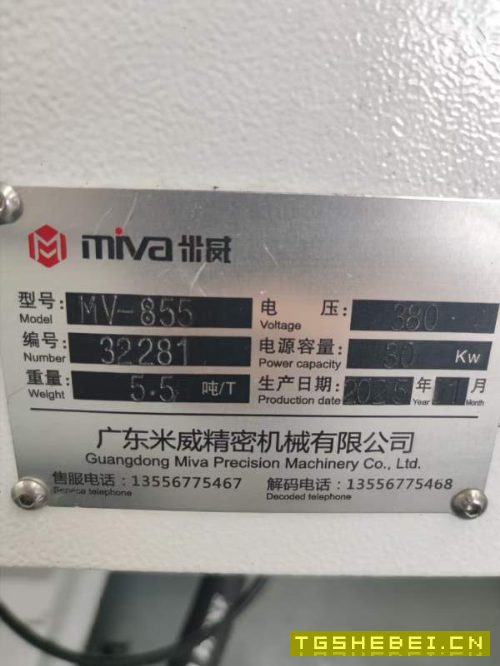 miva 米威
型号: MV-855 电 压: 380
Model Voltage
编号: 32281 电源容量: 30 Kw
Number Power capacity
重量: 5.5 吨/T 生产日期: 2025 年 1 月
Weight Production date Year Month
广东米威精密机械有限公司
Guangdong Miva Precision Machinery Co., Ltd.
售服电话:13556775467 解码电话:13556775468
Service telephone Decoded telephone
TGSHEBEI.CN